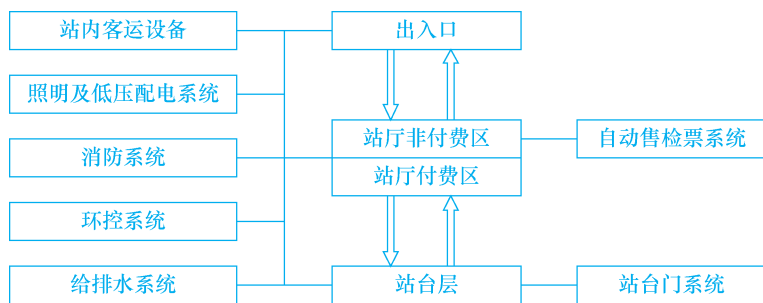 站内客运设备
出入口
照明及低压配电系统
站厅非付费区
自动售检票系统
消防系统
站厅付费区
环控系统
给排水系统
站台层
站台门系统